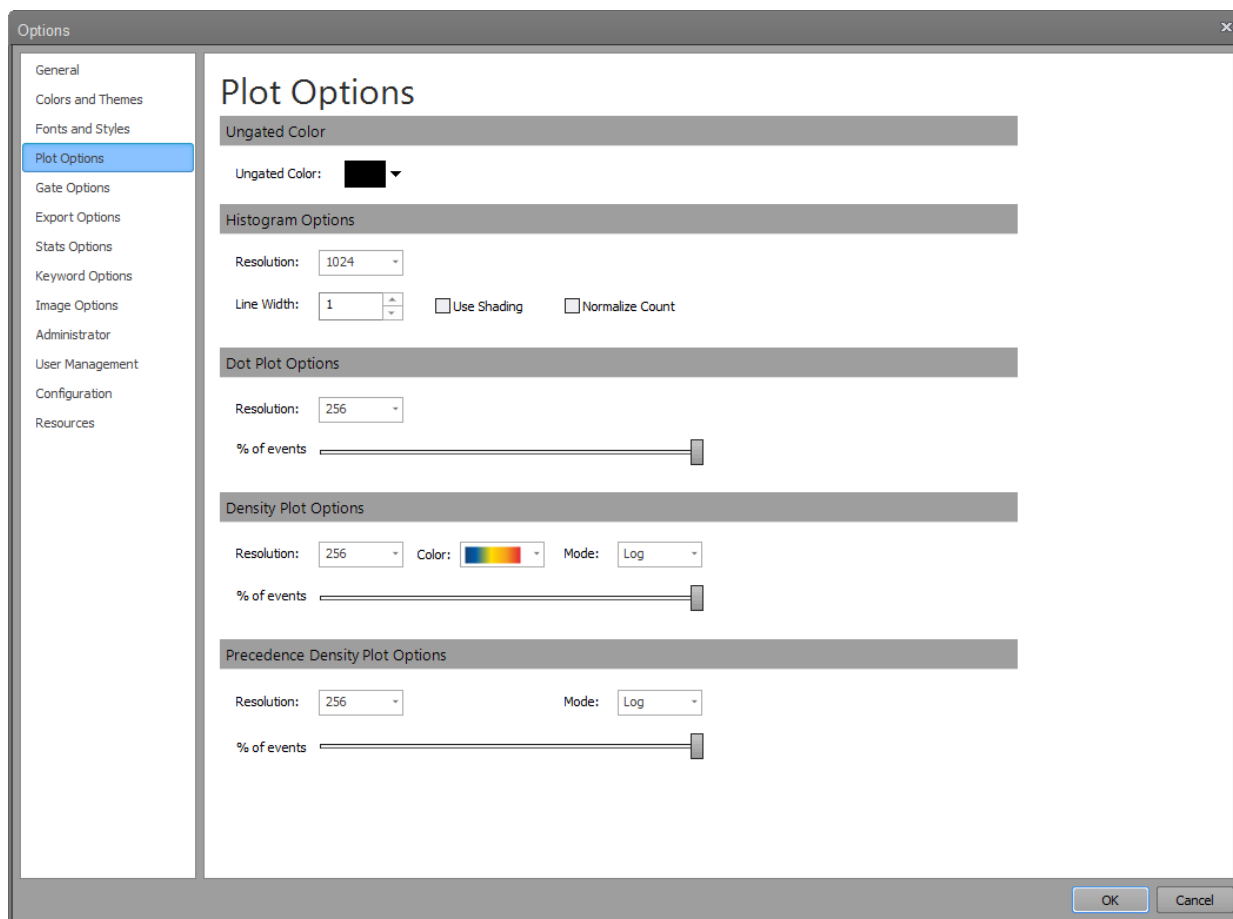 Options
General
Colors and Themes
Fonts and Styles
Plot Options
Gate Options
Export Options
Stats Options
Keyword Options
Image Options
Administrator
User Management
Configuration
Resources
Plot Options
Ungated Color
Ungated Color:
Histogram Options
Resolution: 1024
Line Width: 1 Use Shading Normalize Count
Dot Plot Options
Resolution: 256
% of events
Density Plot Options
Resolution: 256 Color: Mode: Log
% of events
Precedence Density Plot Options
Resolution: 256 Mode: Log
% of events
OK Cancel